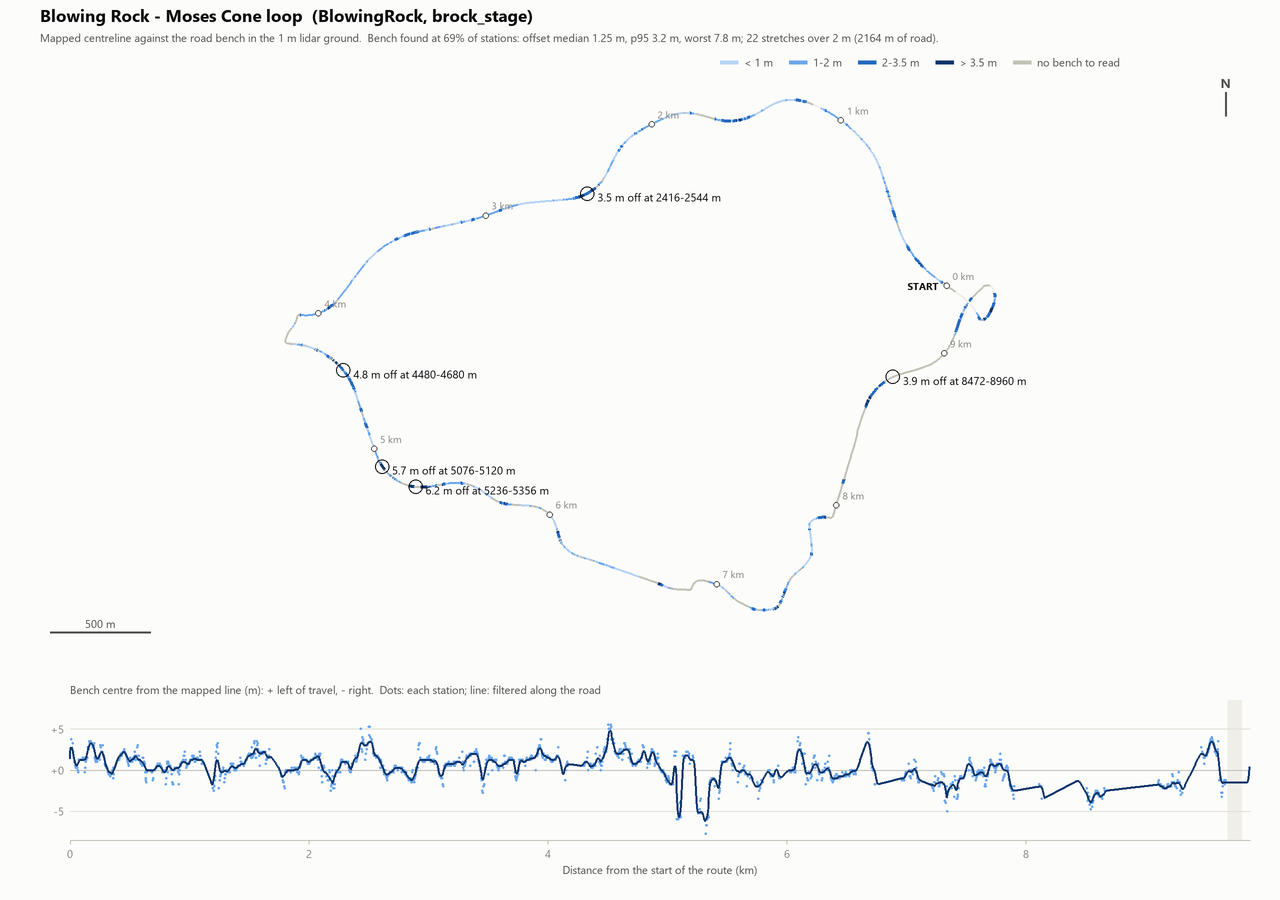 Blowing Rock - Moses Cone loop (BlowingRock, brock_stage)
Mapped centreline against the road bench in the 1 m lidar ground. Bench found at 69% of stations: offset median 1.25 m, p95 3.2 m, worst 7.8 m; 22 stretches over 2 m (2164 m of road).
< 1 m 1-2 m 2-3.5 m > 3.5 m no bench to read
N
2 km
1 km
3.5 m off at 2416-2544 m
3 km
0 km
START
4 km
9 km
4.8 m off at 4480-4680 m
3.9 m off at 8472-8960 m
5 km
5.7 m off at 5076-5120 m
6.2 m off at 5236-5356 m
8 km
6 km
7 km
500 m
Bench centre from the mapped line (m): + left of travel, - right. Dots: each station; line: filtered along the road
+5
+0
-5
0 2 4 6 8
Distance from the start of the route (km)